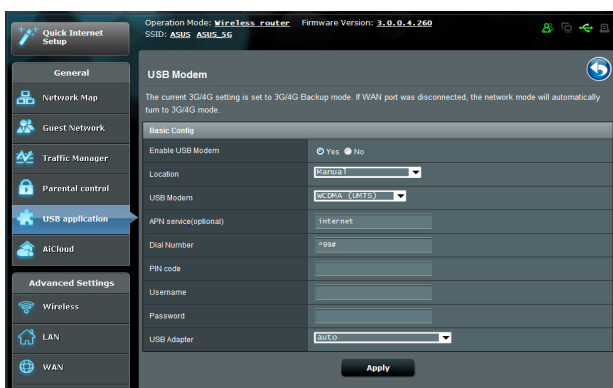 Quick Internet
Setup
Operation Mode: Wireless router Firmware Version: 3.0.0.4.260
SSID: ASUS ASUS_5G
General
Network Map
Guest Network
Traffic Manager
Parental control
USB application
AiCloud
Advanced Settings
Wireless
LAN
WAN
USB Modem
The current 3G/4G setting is set to 3G/4G Backup mode. If WAN port was disconnected, the network mode will automatically
turn to 3G/4G mode.
Basic Config
Enable USB Modem Yes No
Location Manual
USB Modem WCDMA (UMTS)
APN service(optional) internet
Dial Number *99#
PIN code
Username
Password
USB Adapter auto
Apply